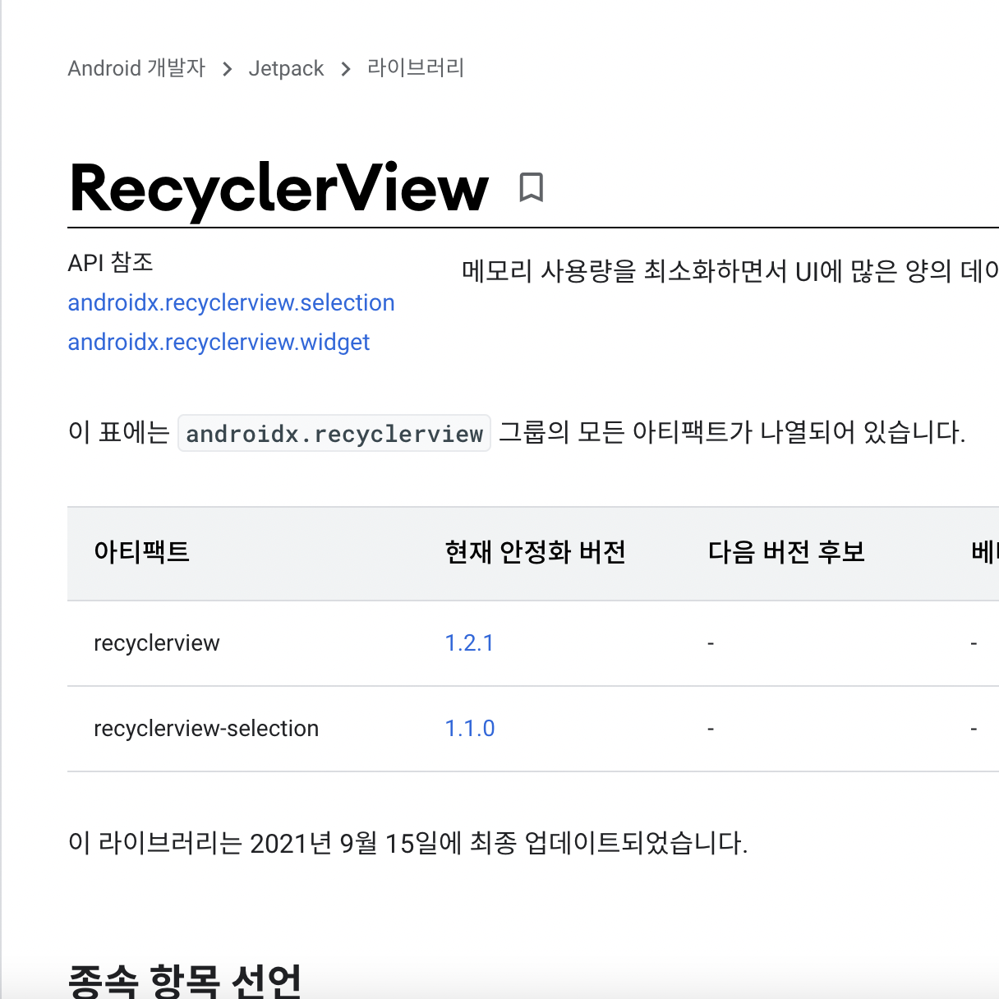 Android 개발자 > Jetpack > 라이브러리
RecyclerView
API 참조
androidx.recyclerview.selection
androidx.recyclerview.widget
메모리 사용량을 최소화하면서 UI에 많은 양의
이 표에는 androidx.recyclerview 그룹의 모든 아티팩트가 나열되어 있습니다.
아티팩트 현재 안정화 버전 다음 버전 후보
recyclerview 1.2.1 - -
recyclerview-selection 1.1.0 - -
이 라이브러리는 2021년 9월 15일에 최종 업데이트되었습니다.
종속 항목 선언